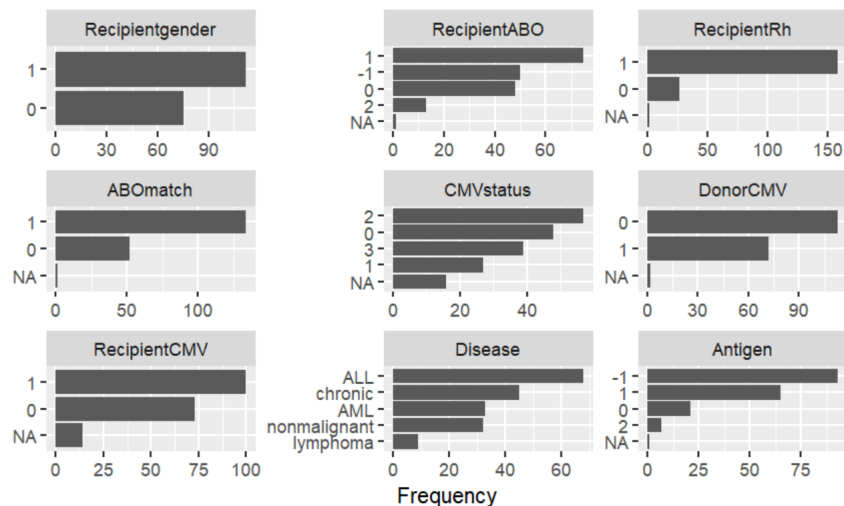 Recipientgender
1
0
0 30 60 90
RecipientABO
1
-1
0
2
NA
0 20 40 60
RecipientRh
1
0
NA
0 50 100 150
ABOmatch
1
0
NA
0 50 100
CMVstatus
2
0
3
1
NA
0 20 40
DonorCMV
0
1
NA
0 30 60 90
RecipientCMV
1
0
NA
0 25 50 75 100
Disease
ALL
chronic
AML
nonmalignant
lymphoma
0 20 40 60
Antigen
-1
1
0
2
NA
0 25 50 75
Frequency